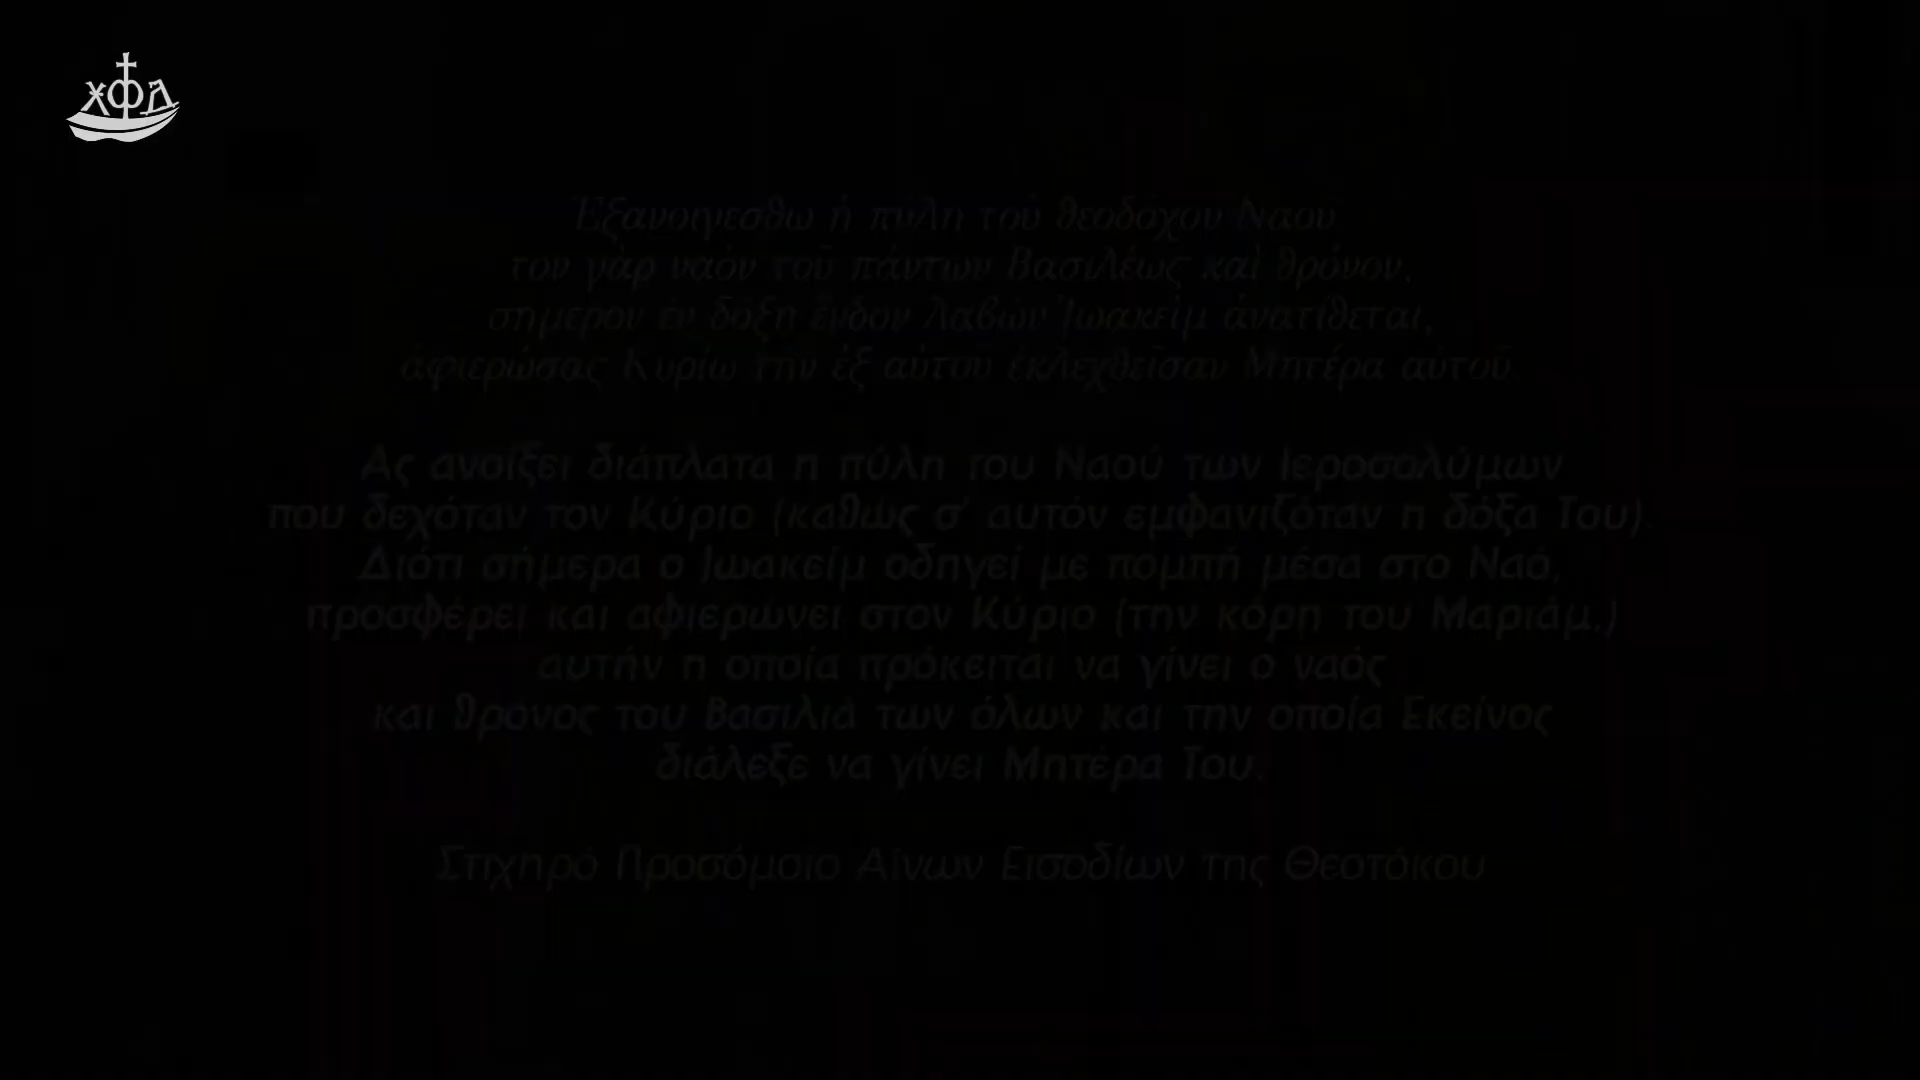 ΧΦΔ
Ἐξανοιγέσθω ἡ πύλη τοῦ θεοδόχου Ναοῦ
τον γὰρ ναόν τοῦ πάντων Βασιλέως καὶ θρόνον,
σήμερον ἐν δόξῃ ἔνδον λαβὼν Ἰωακεὶμ ἀνατίθεται,
ἀφιερώσας Κυρίω τὴν ἐξ αὐτοῦ ἐκλεχθεῖσαν Μητέρα αὐτοῦ.
Ας ανοίξει διάπλατα η πύλη του Ναού των Ιεροσολύμων
που δεχόταν τον Κύριο (καθώς σ' αυτόν εμφανιζόταν η δόξα Του)
Διότι σήμερα ο Ιωακείμ οδηγεί με πομπή μέσα στο Ναό,
προσφέρει και αφιερώνει στον Κύριο (την κόρη του Μαριάμ,)
αυτήν η οποία πρόκειται να γίνει ο ναός
και θρόνος του Βασιλιά των όλων και την οποία Εκείνος
διάλεξε να γίνει Μητέρα Του.
Στιχηρό Προσόμοιο Αίνων Εισοδίων της Θεοτόκου